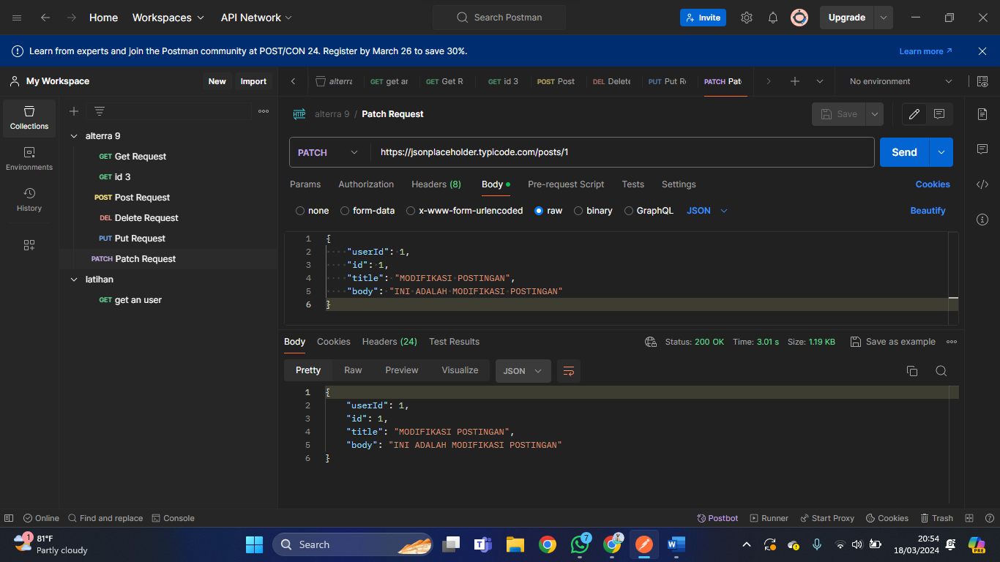 Home Workspaces API Network Search Postman Invite Upgrade
Learn from experts and join the Postman community at POST/CON 24. Register by March 26 to save 30%. Learn more
My Workspace New Import
alterra GET get an GET Get R GET id 3 POST Post DEL Delete PUT Put R PATCH Pat No environment
Collections
Environments
History
alterra 9
GET Get Request
GET id 3
POST Post Request
DEL Delete Request
PUT Put Request
PATCH Patch Request
latihan
GET get an user
HTTP alterra 9 / Patch Request Save
PATCH https://jsonplaceholder.typicode.com/posts/1 Send
Params Authorization Headers (8) Body Pre-request Script Tests Settings Cookies
none form-data x-www-form-urlencoded raw binary GraphQL JSON Beautify
1 {
2 "userId": 1,
3 "id": 1,
4 "title": "MODIFIKASI POSTINGAN",
5 "body": "INI ADALAH MODIFIKASI POSTINGAN"
6 }
Body Cookies Headers (24) Test Results Status: 200 OK Time: 3.01 s Size: 1.19 KB Save as example
Pretty Raw Preview Visualize JSON
1 {
2 "userId": 1,
3 "id": 1,
4 "title": "MODIFIKASI POSTINGAN",
5 "body": "INI ADALAH MODIFIKASI POSTINGAN"
6 }
Online Find and replace Console Postbot Runner Start Proxy Cookies Trash
1 81°F
Partly cloudy
Search
7
20:54
18/03/2024
PRE